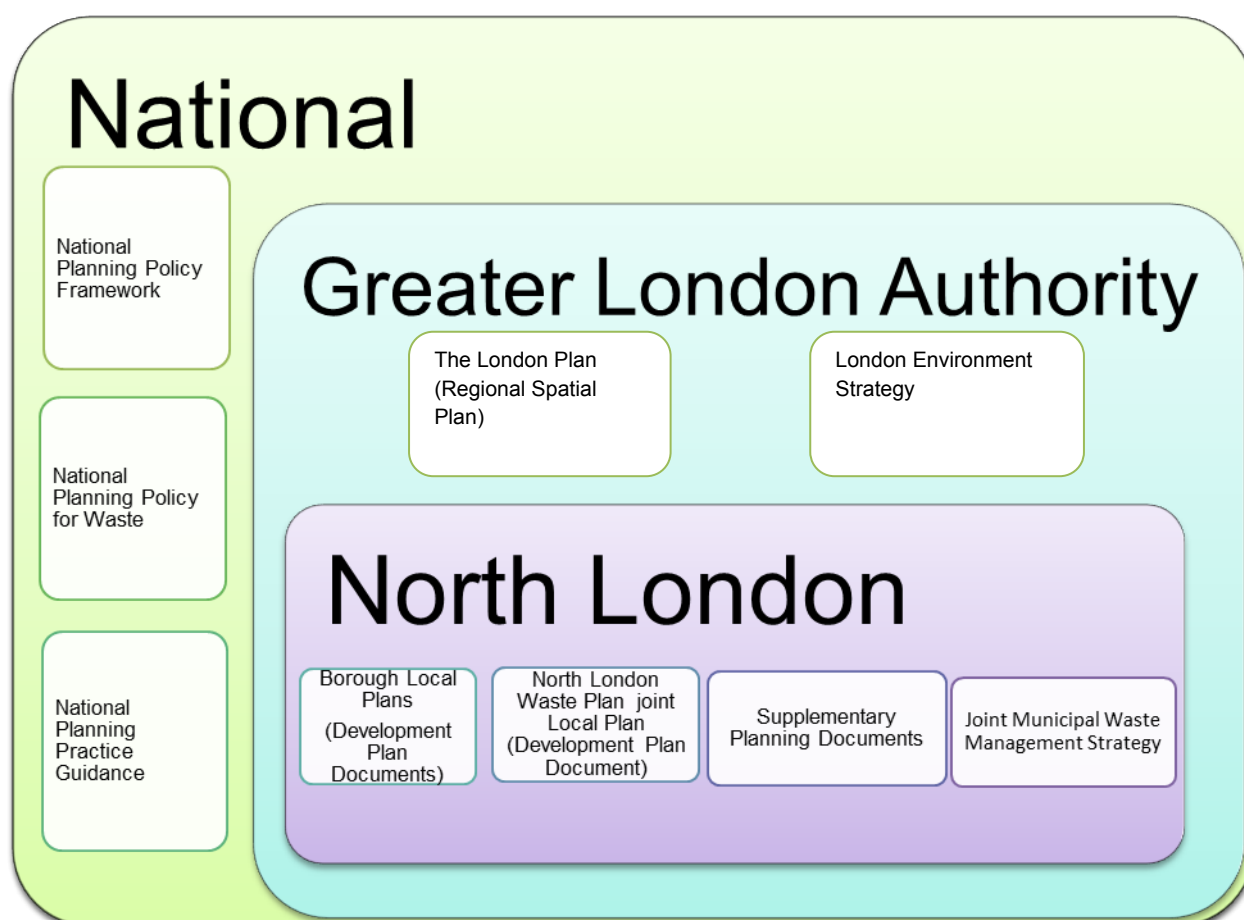 National
National
Planning Policy
Framework
National
Planning Policy
for Waste
National
Planning
Practice
Guidance
Greater London Authority
The London Plan
(Regional Spatial
Plan)
London Environment
Strategy
North London
Borough Local
Plans
(Development
Plan
Documents)
North London
Waste Plan joint
Local Plan
(Development Plan
Document)
Supplementary
Planning Documents
Joint Municipal Waste
Management Strategy